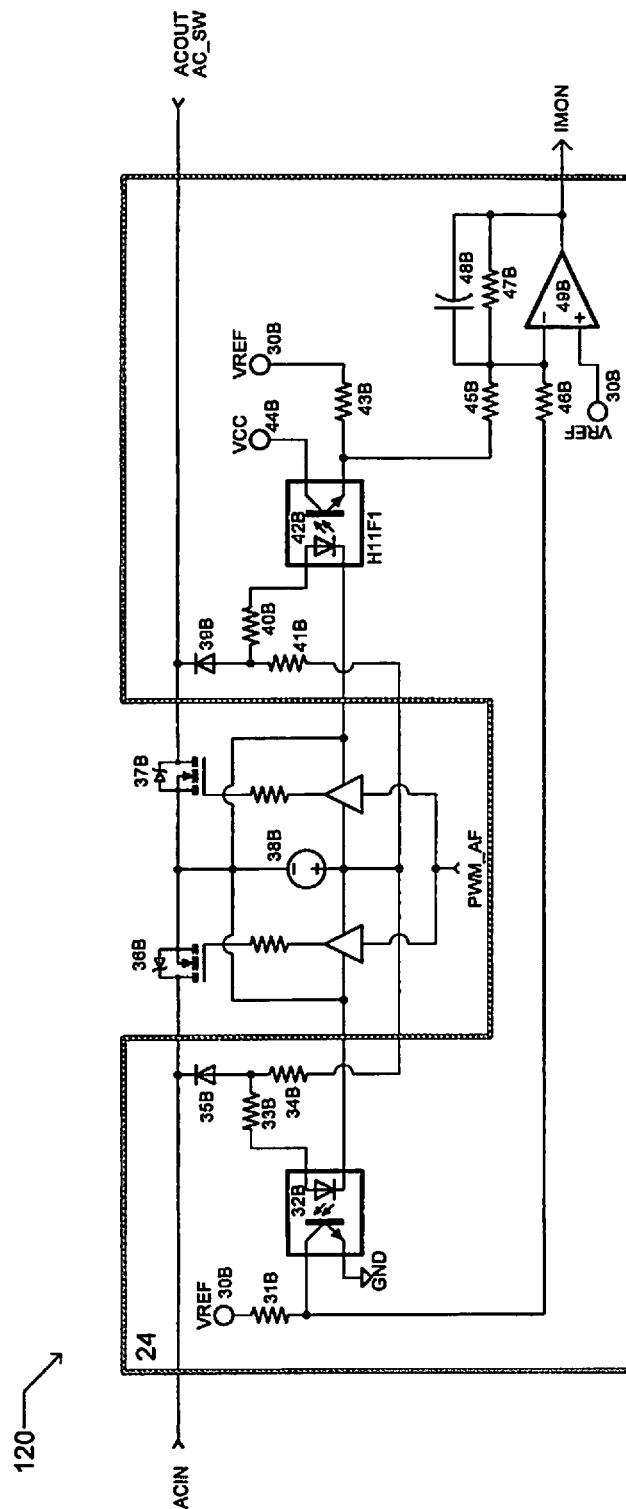 120
24
ACIN
ACOUT
AC_SW
35B
33B
34B
32B
GND
VREF
30B
31B
36B
37B
38B
PWM_AF
39B
40B
41B
42B
H11F1
VCC
44B
VREF
30B
43B
48B
47B
45B
46B
49B
-
+
-
+
VREF
30B
IMON